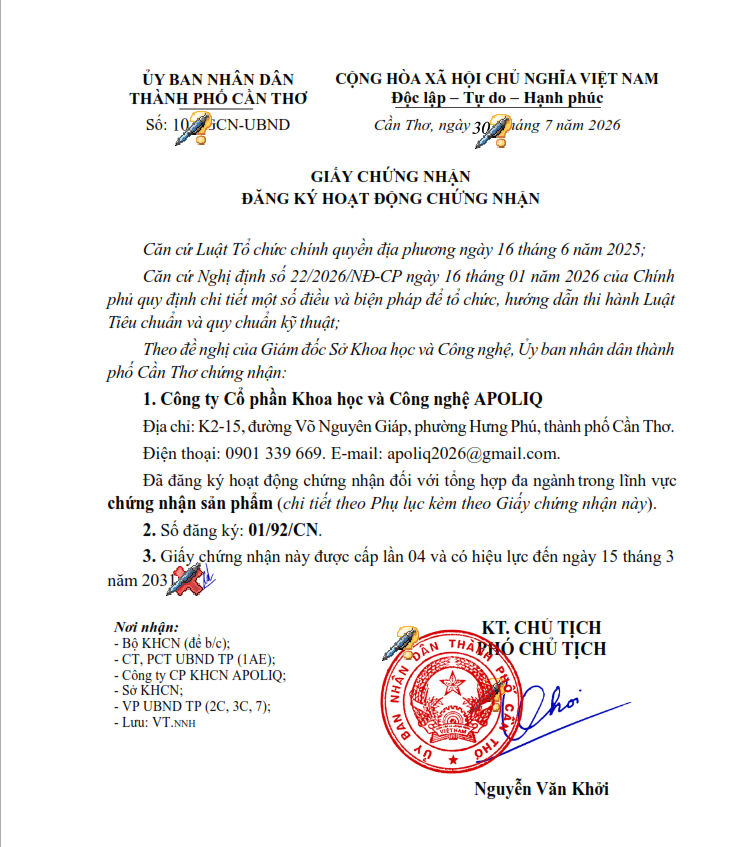 ỦY BAN NHÂN DÂN
THÀNH PHỐ CẦN THƠ
Số: 10 GCN-UBND
CỘNG HÒA XÃ HỘI CHỦ NGHĨA VIỆT NAM
Độc lập – Tự do – Hạnh phúc
Cần Thơ, ngày 30 tháng 7 năm 2026
GIẤY CHỨNG NHẬN
ĐĂNG KÝ HOẠT ĐỘNG CHỨNG NHẬN
Căn cứ Luật Tổ chức chính quyền địa phương ngày 16 tháng 6 năm 2025;
Căn cứ Nghị định số 22/2026/NĐ-CP ngày 16 tháng 01 năm 2026 của Chính
phủ quy định chi tiết một số điều và biện pháp để tổ chức, hướng dẫn thi hành Luật
Tiêu chuẩn và quy chuẩn kỹ thuật;
Theo đề nghị của Giám đốc Sở Khoa học và Công nghệ, Ủy ban nhân dân thành
phố Cần Thơ chứng nhận:
1. Công ty Cổ phần Khoa học và Công nghệ APOLIQ
Địa chỉ: K2-15, đường Võ Nguyên Giáp, phường Hưng Phú, thành phố Cần Thơ.
Điện thoại: 0901 339 669. E-mail: apoliq2026@gmail.com.
Đã đăng ký hoạt động chứng nhận đối với tổng hợp đa ngành trong lĩnh vực
chứng nhận sản phẩm (chi tiết theo Phụ lục kèm theo Giấy chứng nhận này).
2. Số đăng ký: 01/92/CN.
3. Giấy chứng nhận này được cấp lần 04 và có hiệu lực đến ngày 15 tháng 3
năm 2031
Nơi nhận:
- Bộ KHCN (để b/c);
- CT, PCT UBND TP (1AE);
- Công ty CP KHCN APOLIQ;
- Sở KHCN;
- VP UBND TP (2C, 3C, 7);
- Lưu: VT.NNH
KT. CHỦ TỊCH
PHÓ CHỦ TỊCH
ỦY BAN NHÂN DÂN THÀNH PHỐ CẦN THƠ
VIỆT NAM
Khoi
Nguyễn Văn Khởi